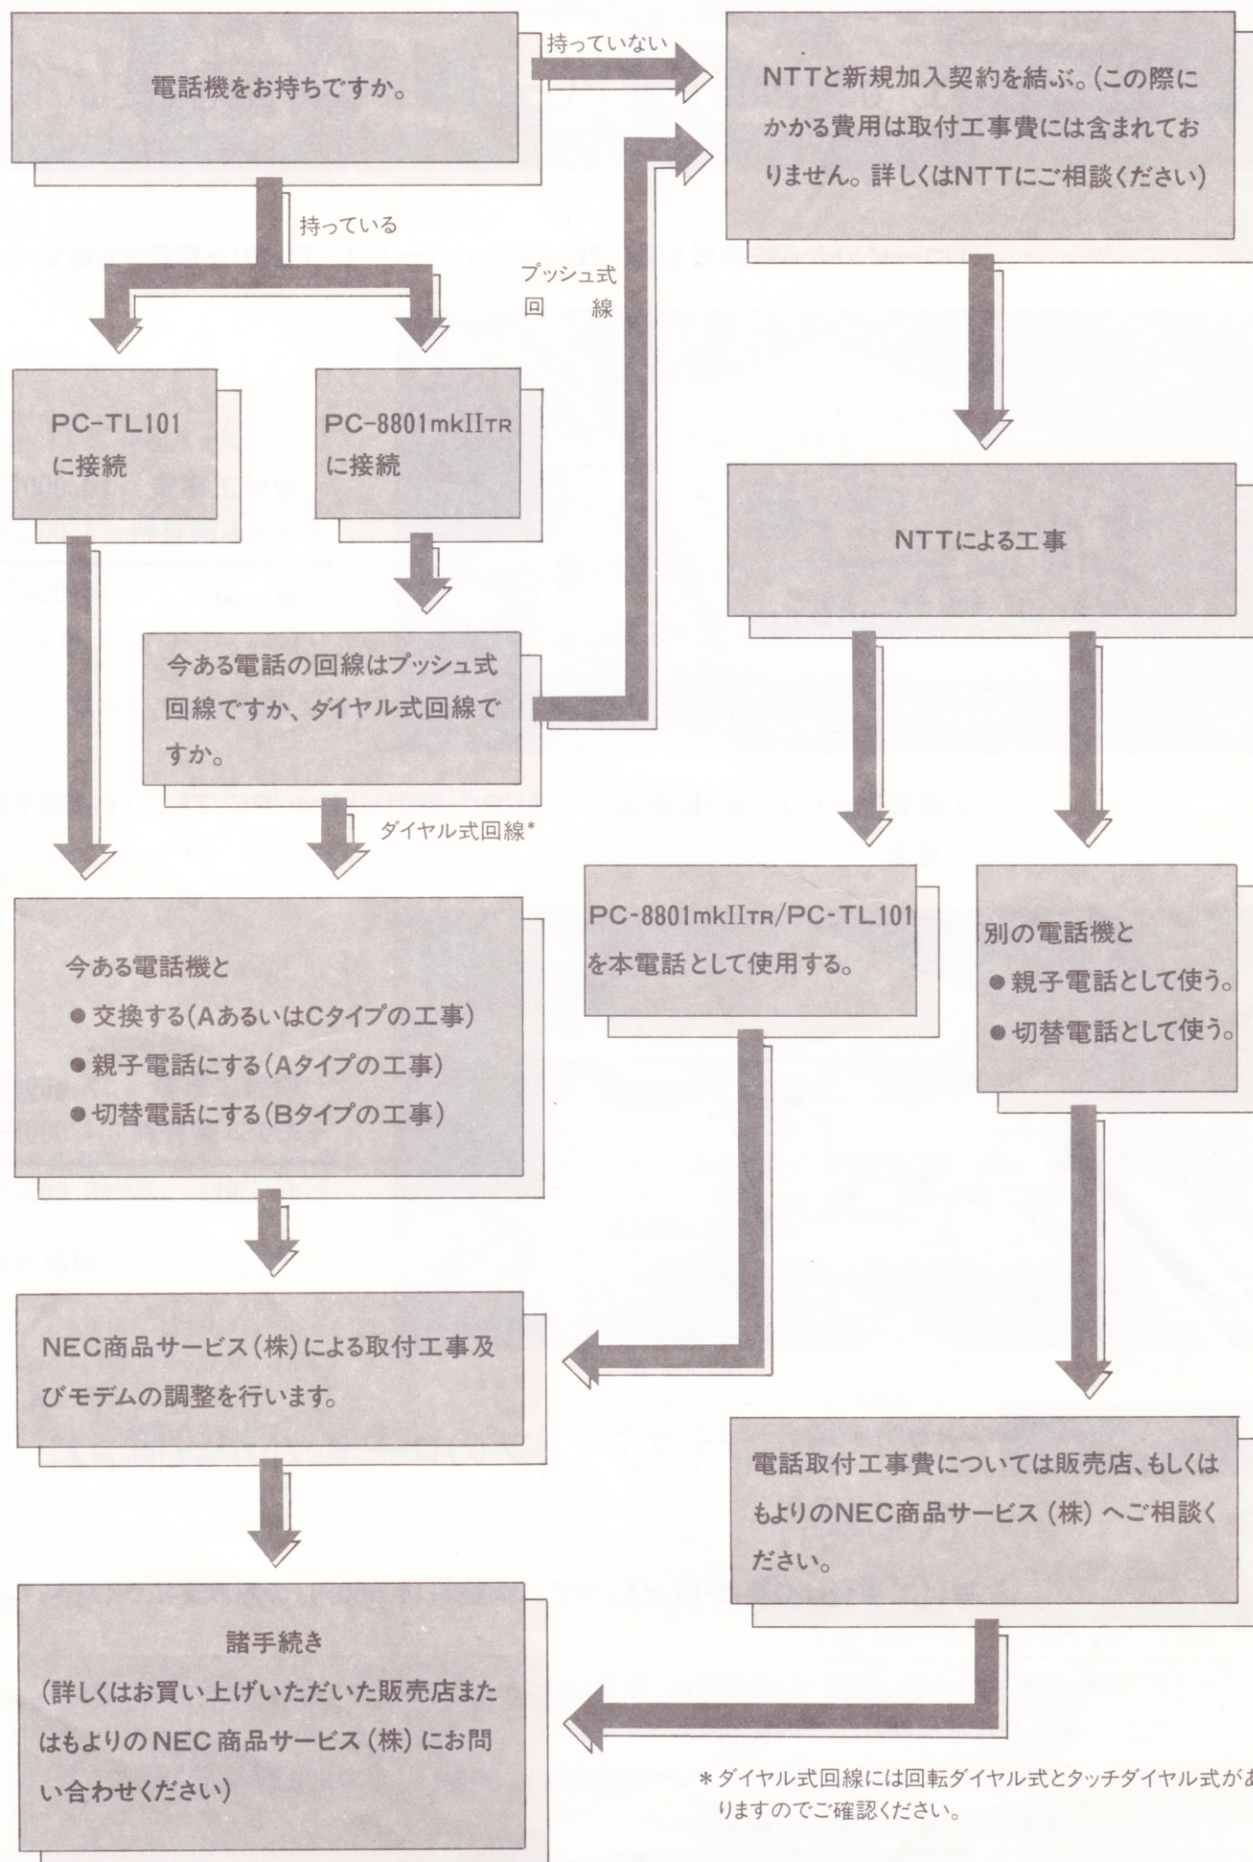 電話機をお持ちですか。
持っていない
NTTと新規加入契約を結ぶ。(この際に
かかる費用は取付工事費には含まれてお
りません。詳しくはNTTにご相談ください)
持っている
プッシュ式
回線
PC-TL101
に接続
PC-8801mkIITR
に接続
NTTによる工事
今ある電話の回線はプッシュ式
回線ですか、ダイヤル式回線で
すか。
ダイヤル式回線*
今ある電話機と
●交換する(AあるいはCタイプの工事)
●親子電話にする(Aタイプの工事)
●切替電話にする(Bタイプの工事)
PC-8801mkIITR/PC-TL101
を本電話として使用する。
別の電話機と
●親子電話として使う。
●切替電話として使う。
NEC商品サービス(株)による取付工事及
びモデムの調整を行います。
電話取付工事費については販売店、もしくは
もよりのNEC商品サービス(株)へご相談く
ださい。
諸手続き
(詳しくはお買い上げいただいた販売店また
はもよりのNEC商品サービス(株)にお問
い合わせください)
*ダイヤル式回線には回転ダイヤル式とタッチダイヤル式があ
りますのでご確認ください。